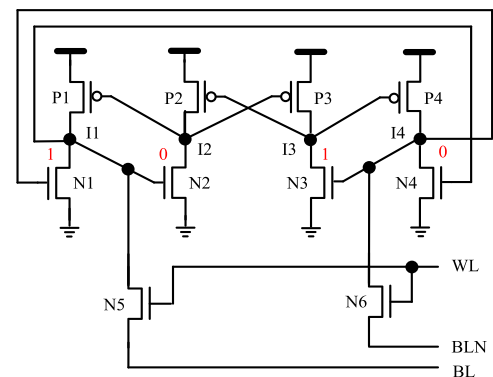 P1 P2 P3 P4
I1 I2 I3 I4
1 0 1 0
N1 N2 N3 N4
WL
N5 N6
BLN
BL